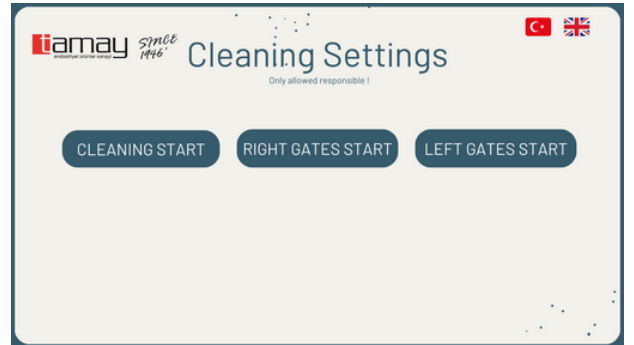 tamay
endüstriyel ürünler sanayi
SINCE
1946'
Cleaning Settings
Only allowed responsible !
CLEANING START
RIGHT GATES START
LEFT GATES START